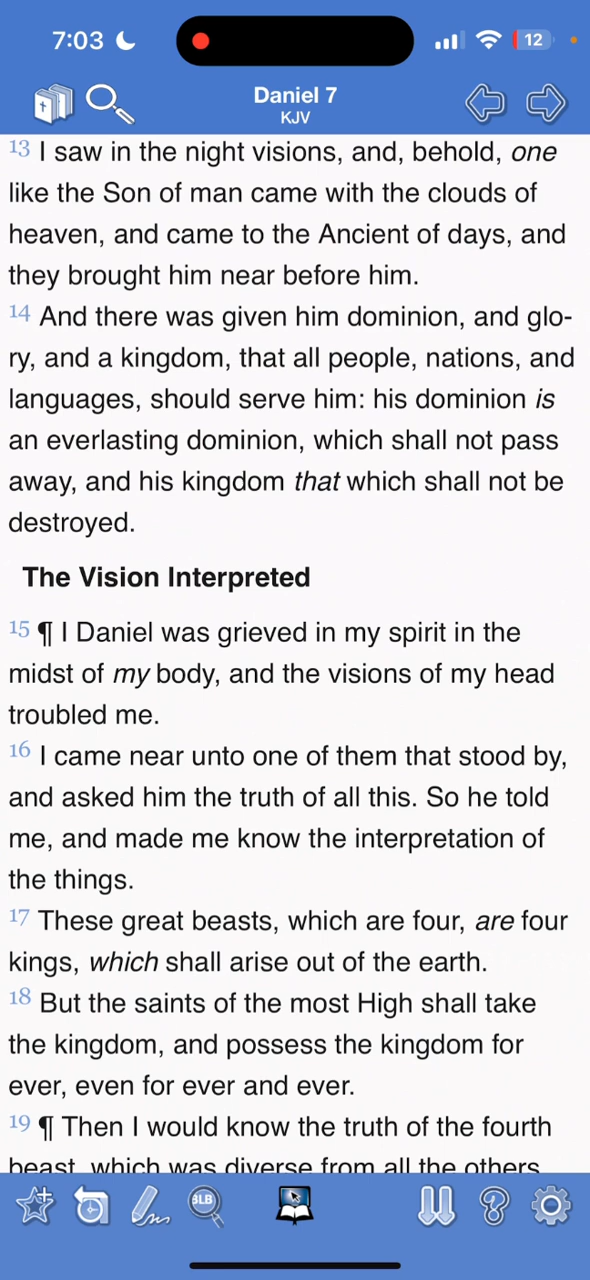 7:03
12
Daniel 7
KJV
13 I saw in the night visions, and, behold, one
like the Son of man came with the clouds of
heaven, and came to the Ancient of days, and
they brought him near before him.
14 And there was given him dominion, and glo-
ry, and a kingdom, that all people, nations, and
languages, should serve him: his dominion is
an everlasting dominion, which shall not pass
away, and his kingdom that which shall not be
destroyed.
The Vision Interpreted
15 ¶ I Daniel was grieved in my spirit in the
midst of my body, and the visions of my head
troubled me.
16 I came near unto one of them that stood by,
and asked him the truth of all this. So he told
me, and made me know the interpretation of
the things.
17 These great beasts, which are four, are four
kings, which shall arise out of the earth.
18 But the saints of the most High shall take
the kingdom, and possess the kingdom for
ever, even for ever and ever.
19 ¶ Then I would know the truth of the fourth
beast, which was diverse from all the others
BLB